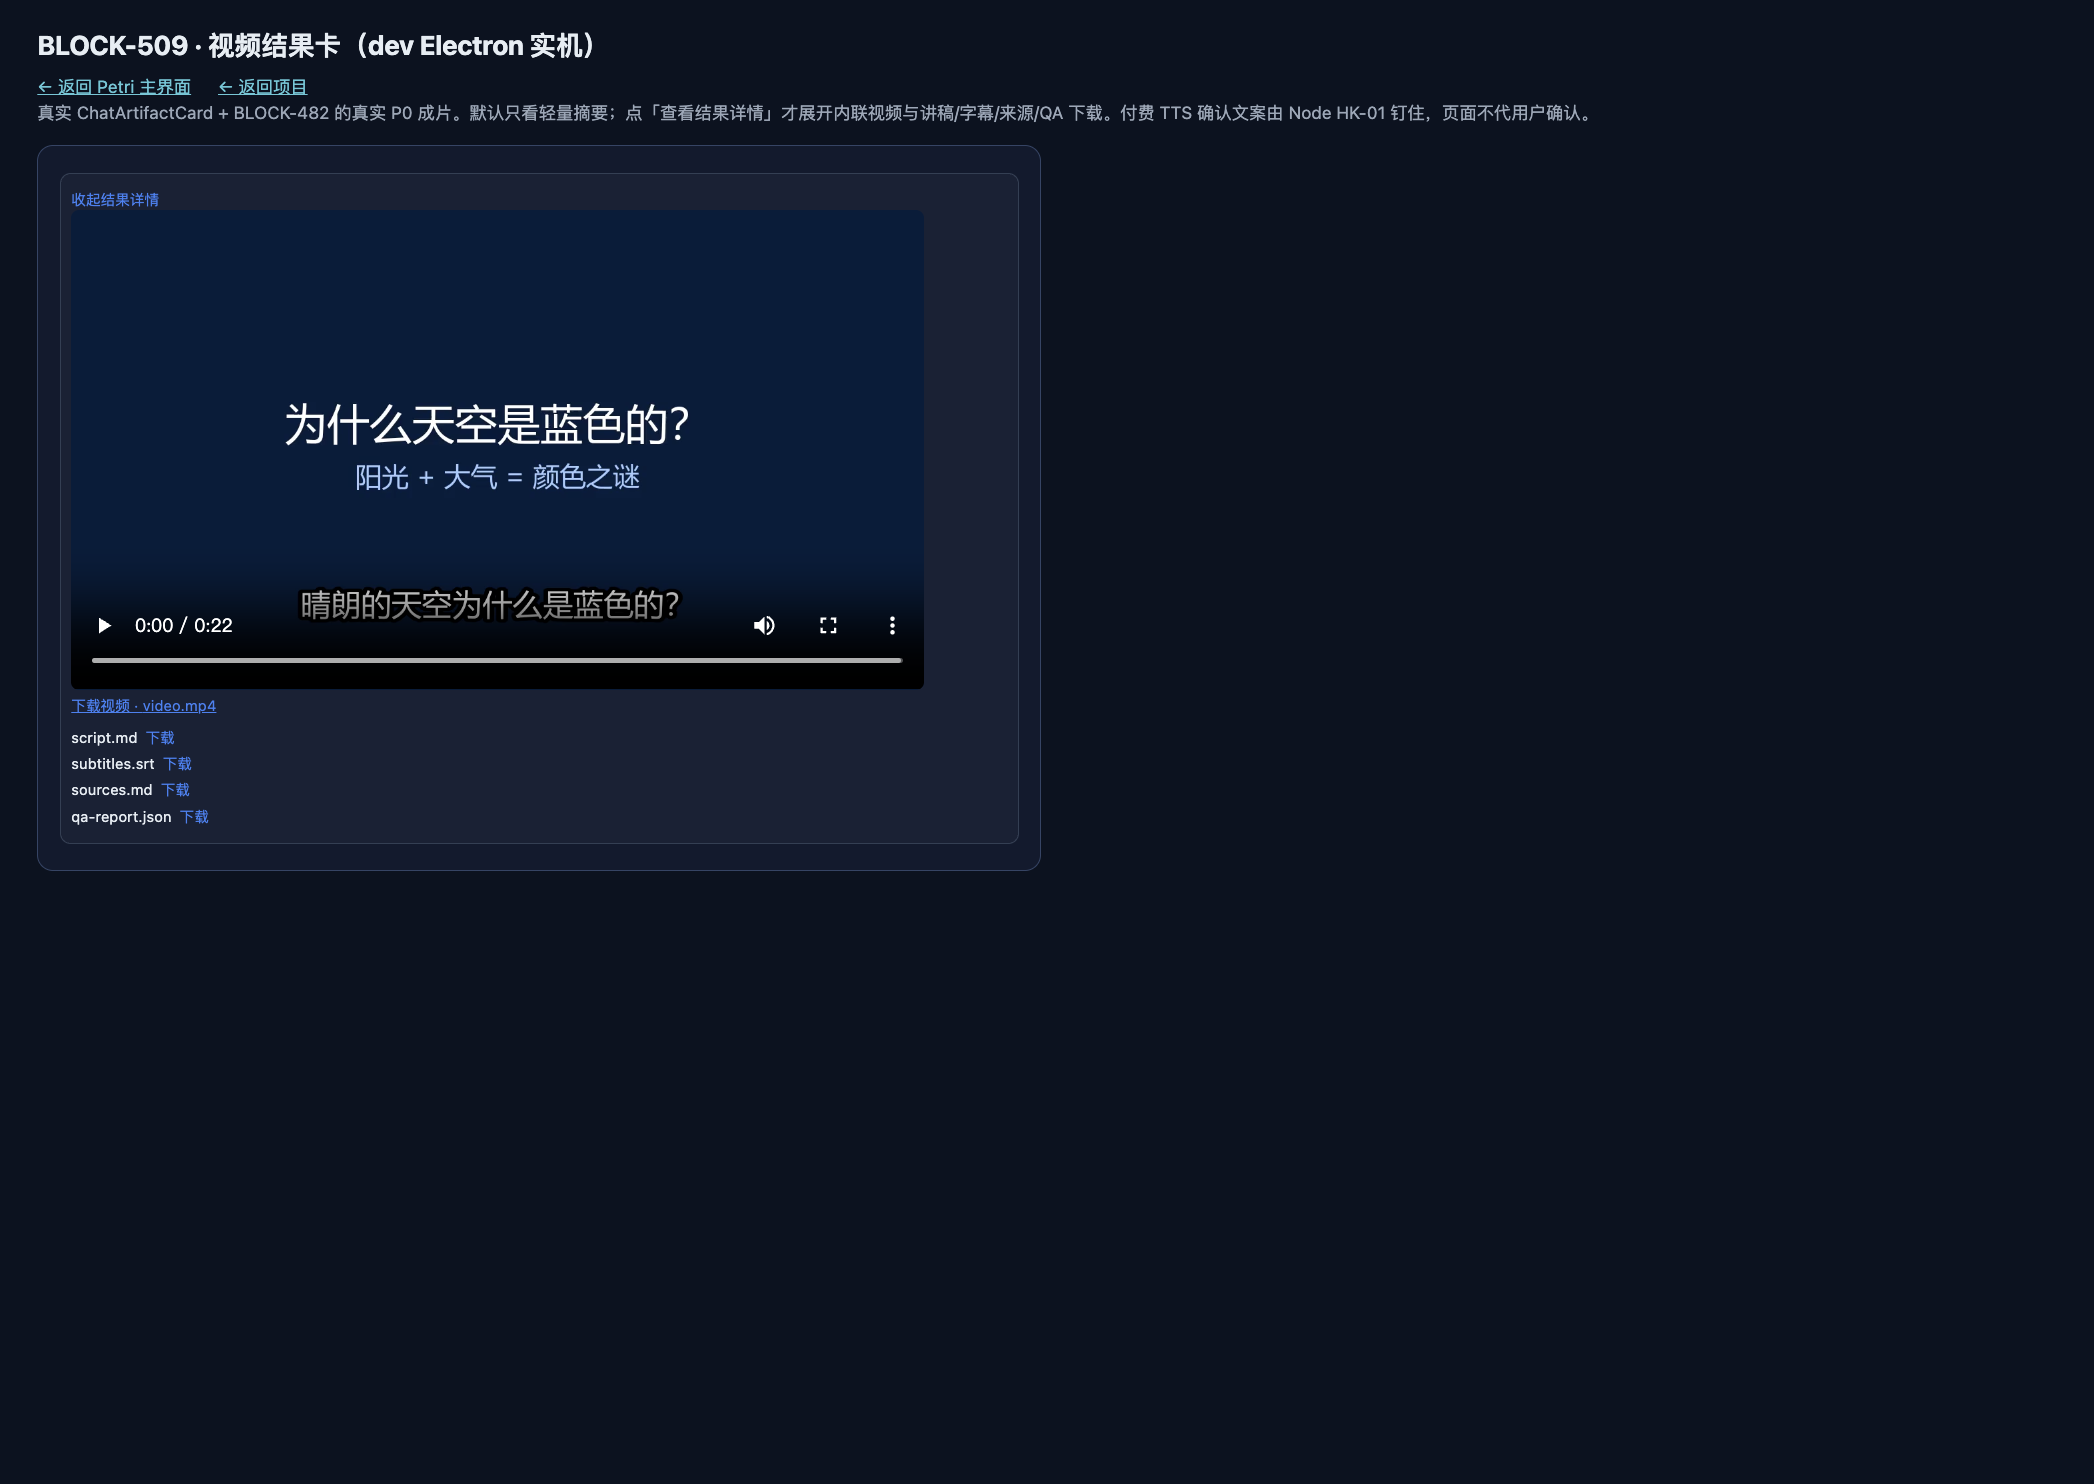 BLOCK-509 · 视频结果卡（dev Electron 实机）
← 返回 Petri 主界面 ← 返回项目
真实 ChatArtifactCard + BLOCK-482 的真实 P0 成片。默认只看轻量摘要；点「查看结果详情」才展开内联视频与讲稿/字幕/来源/QA 下载。付费 TTS 确认文案由 Node HK-01 钉住，页面不代用户确认。
收起结果详情
为什么天空是蓝色的？
阳光 + 大气 = 颜色之谜
晴朗的天空为什么是蓝色的？
0:00 / 0:22
下载视频 · video.mp4
script.md 下载
subtitles.srt 下载
sources.md 下载
qa-report.json 下载